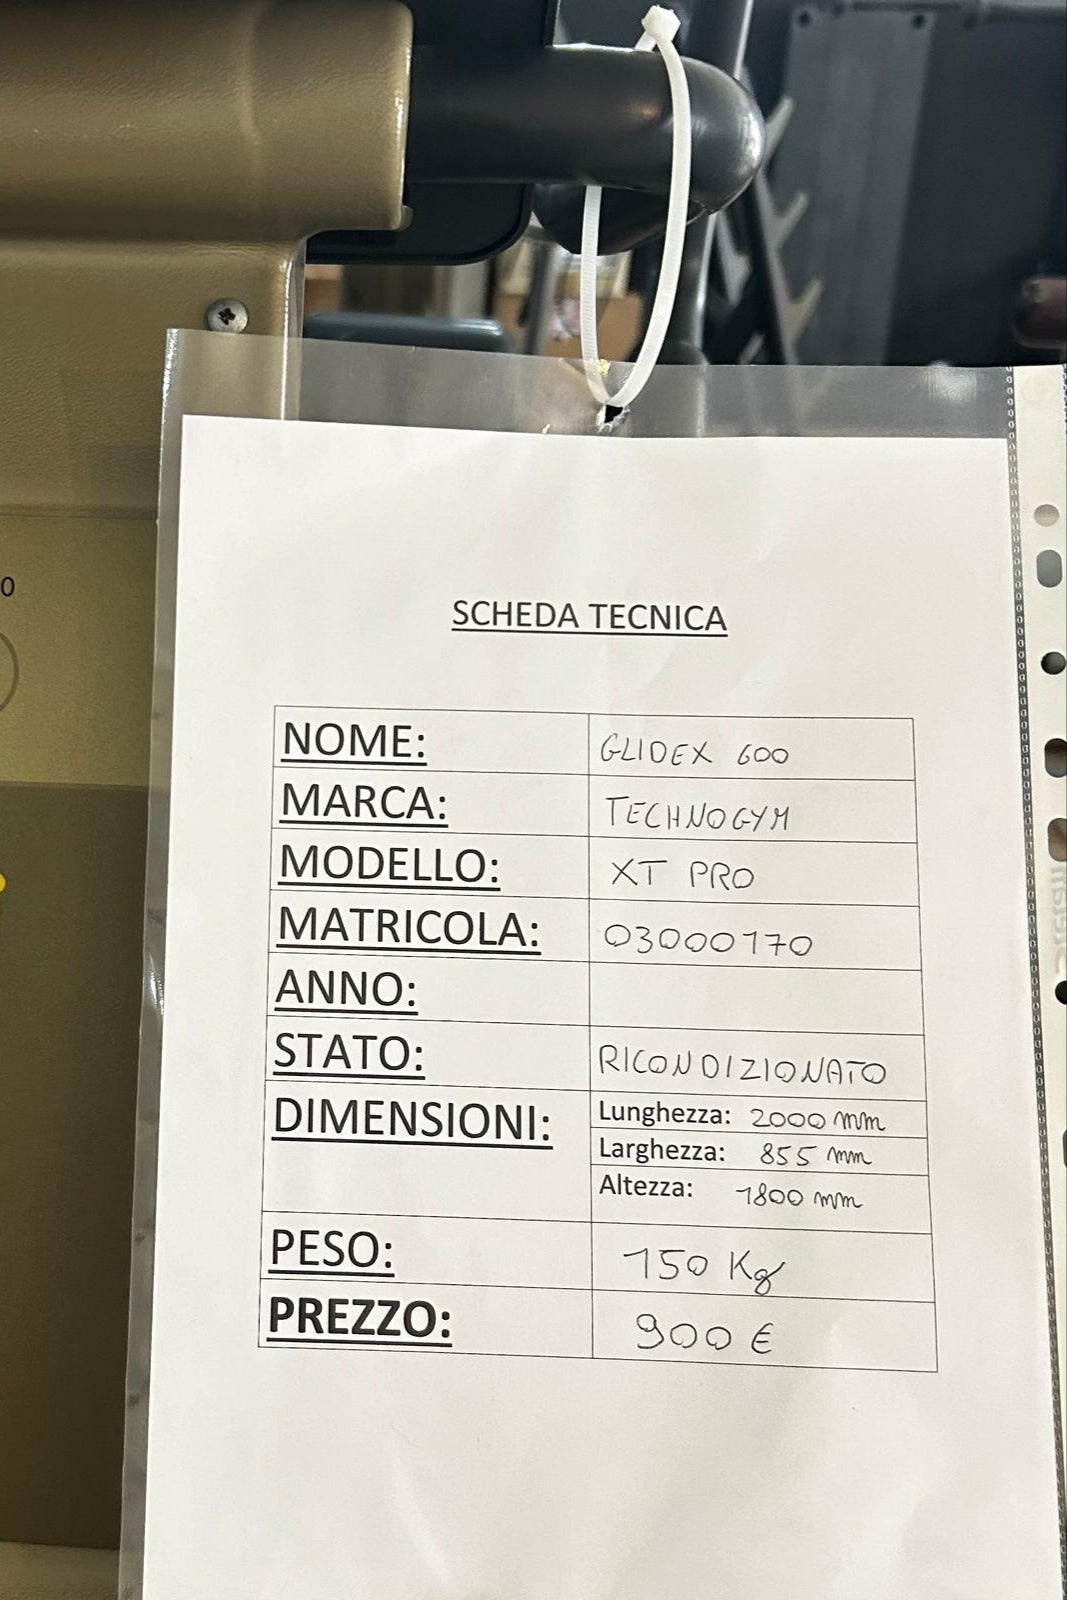 SCHEDA TECNICA
NOME: GLIDEX 600
MARCA: TECHNOGYM
MODELLO: XT PRO
MATRICOLA: 03000170
ANNO:
STATO: RICONDIZIONATO
DIMENSIONI: Lunghezza: 2000 mm
Larghezza: 855 mm
Altezza: 1800 mm
PESO: 150 Kg
PREZZO: 900 €